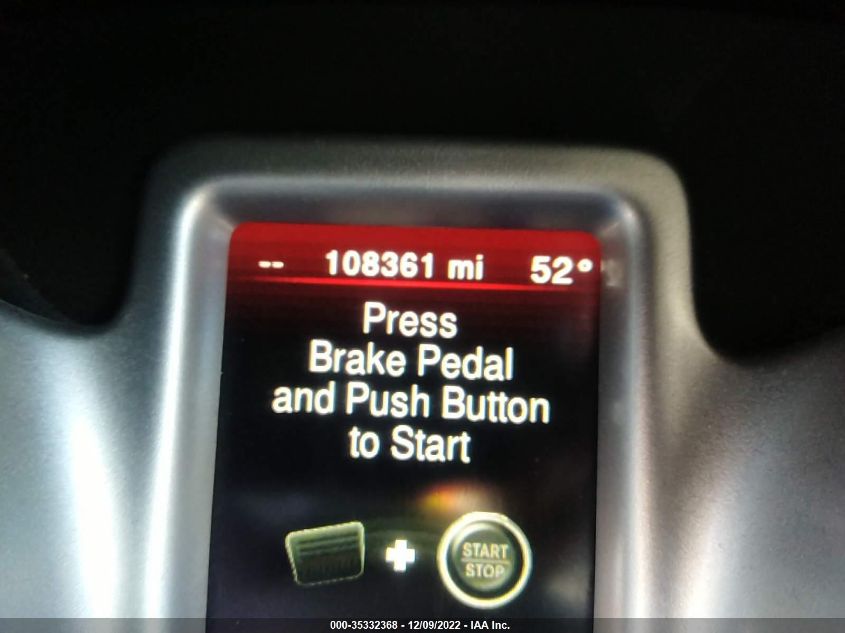 -- 108361 mi 52°
Press
Brake Pedal
and Push Button
to Start
START
STOP
000-35332368 - 12/09/2022 - IAA Inc.